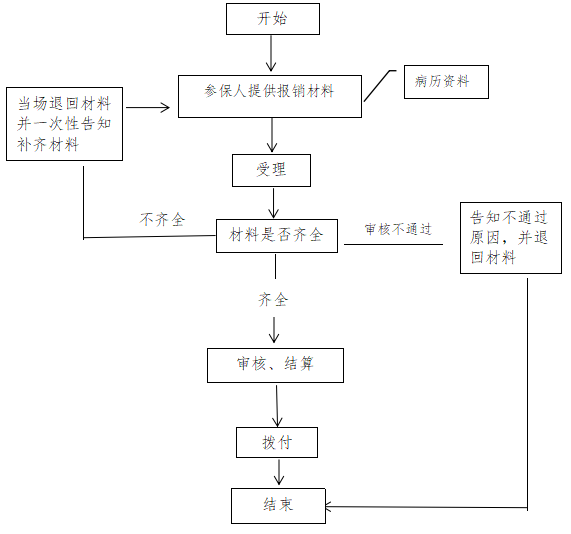 开始
参保人提供报销材料
病历资料
当场退回材料
并一次性告知
补齐材料
受理
不齐全
材料是否齐全
审核不通过
告知不通过
原因，并退
回材料
齐全
审核、结算
拨付
结束